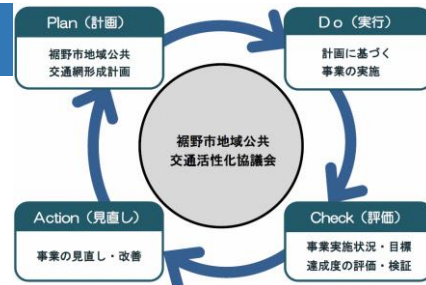 Plan（計画）
裾野市地域公共
交通網形成計画
Do（実行）
計画に基づく
事業の実施
裾野市地域公共
交通活性化協議会
Action（見直し）
事業の見直し・改善
Check（評価）
事業実施状況・目標
達成度の評価・検証